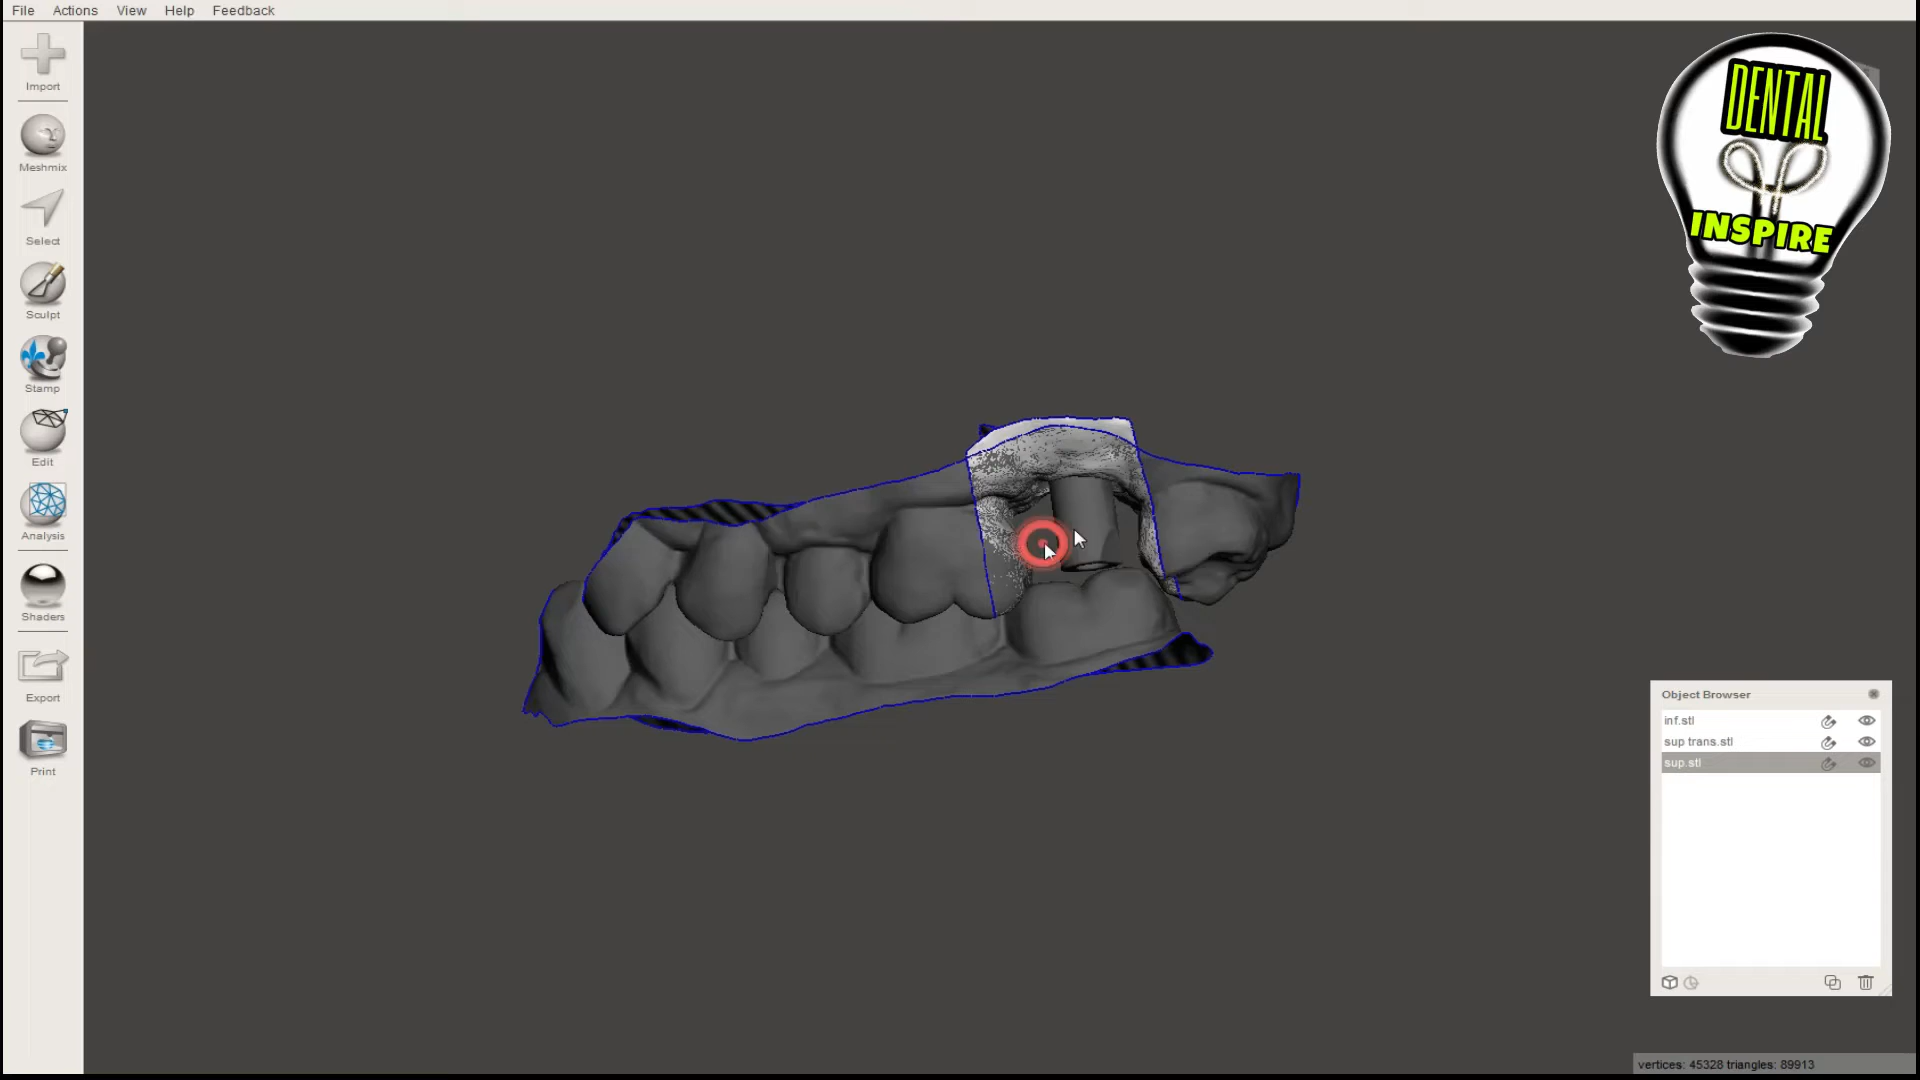 File Actions View Help Feedback
Import
Meshmix
Select
Sculpt
Stamp
Edit
Analysis
Shaders
Export
Print
DENTAL
INSPIRE
Object Browser
inf.stl
sup trans.stl
sup.stl
vertices: 45328 triangles: 89913